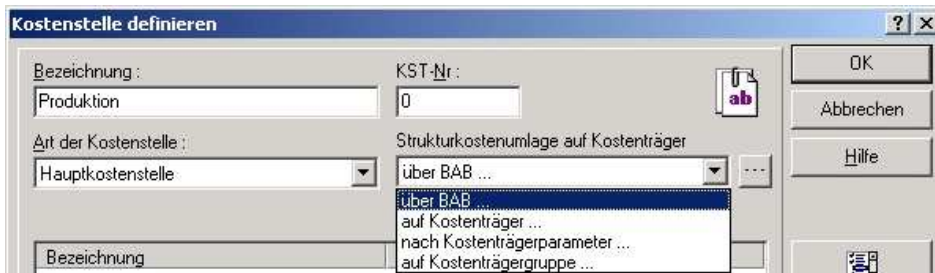 Kostenstelle definieren
Bezeichnung :
KST-Nr :
OK
Produktion
0
ab
Abbrechen
Art der Kostenstelle :
Strukturkostenumlage auf Kostenträger
Hilfe
Hauptkostenstelle
über BAB ...
...
über BAB ...
auf Kostenträger ...
nach Kostenträgerparameter ...
auf Kostenträgergruppe ...
Bezeichnung